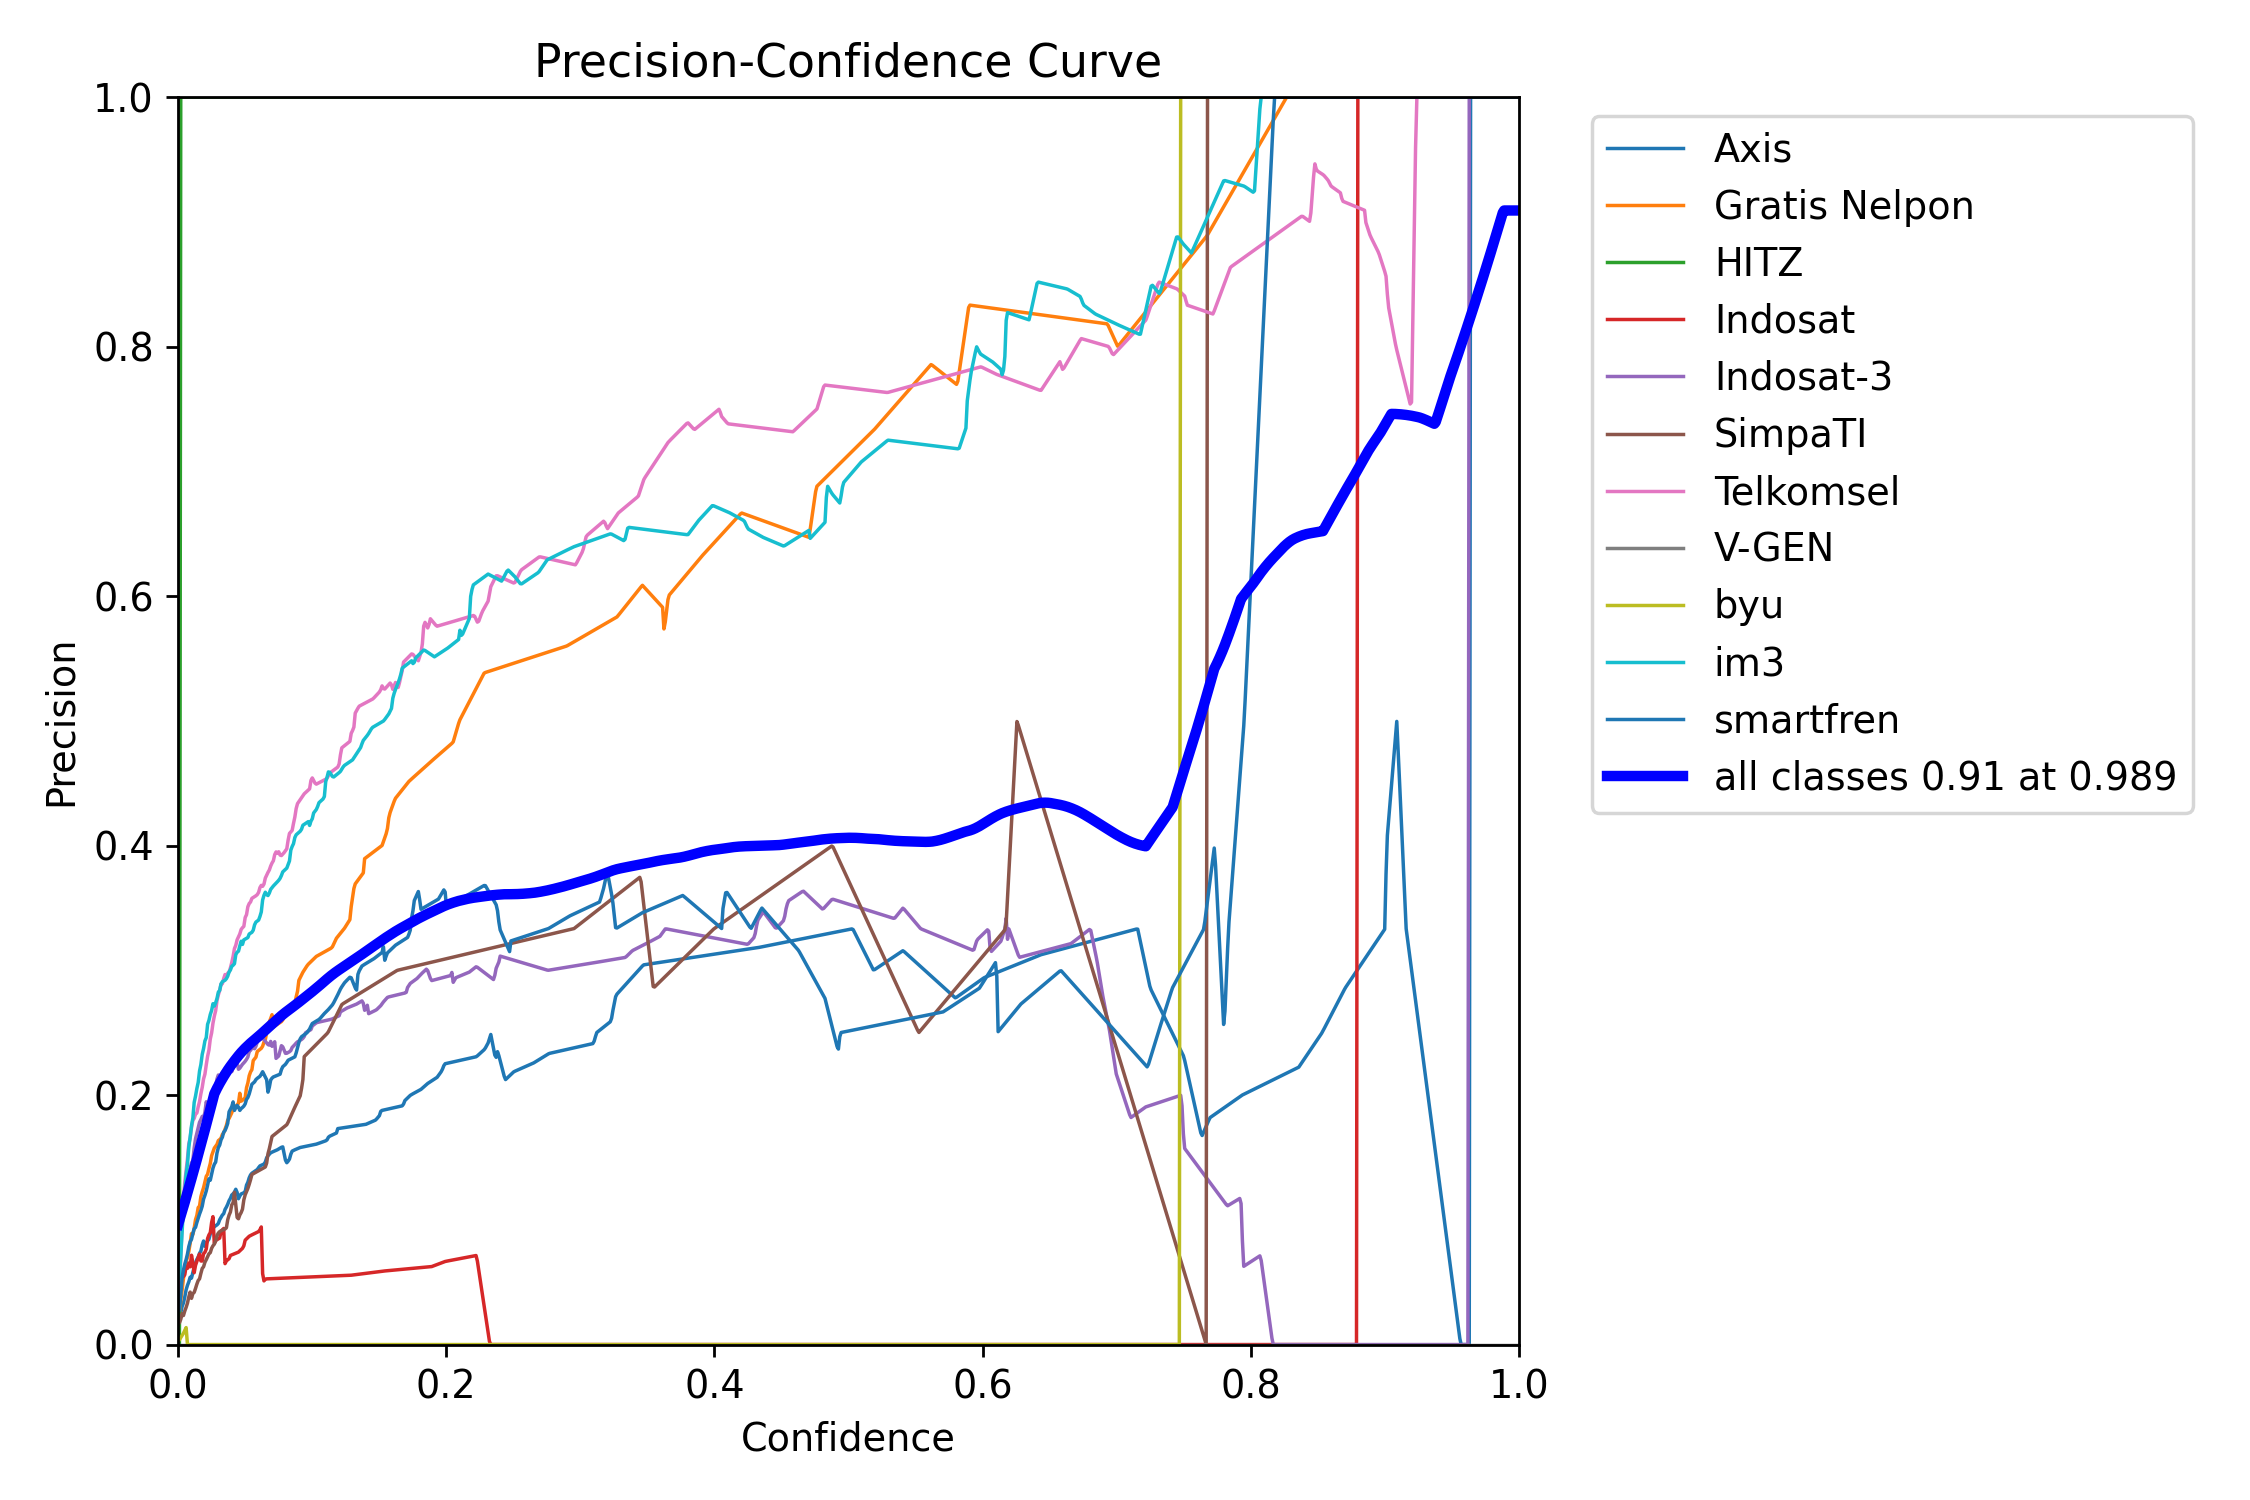 Precision-Confidence Curve
1.0
0.8
0.6
0.4
0.2
0.0
Precision
0.0 0.2 0.4 0.6 0.8 1.0
Confidence
Axis
Gratis Nelpon
HITZ
Indosat
Indosat-3
SimpaTI
Telkomsel
V-GEN
byu
im3
smartfren
all classes 0.91 at 0.989